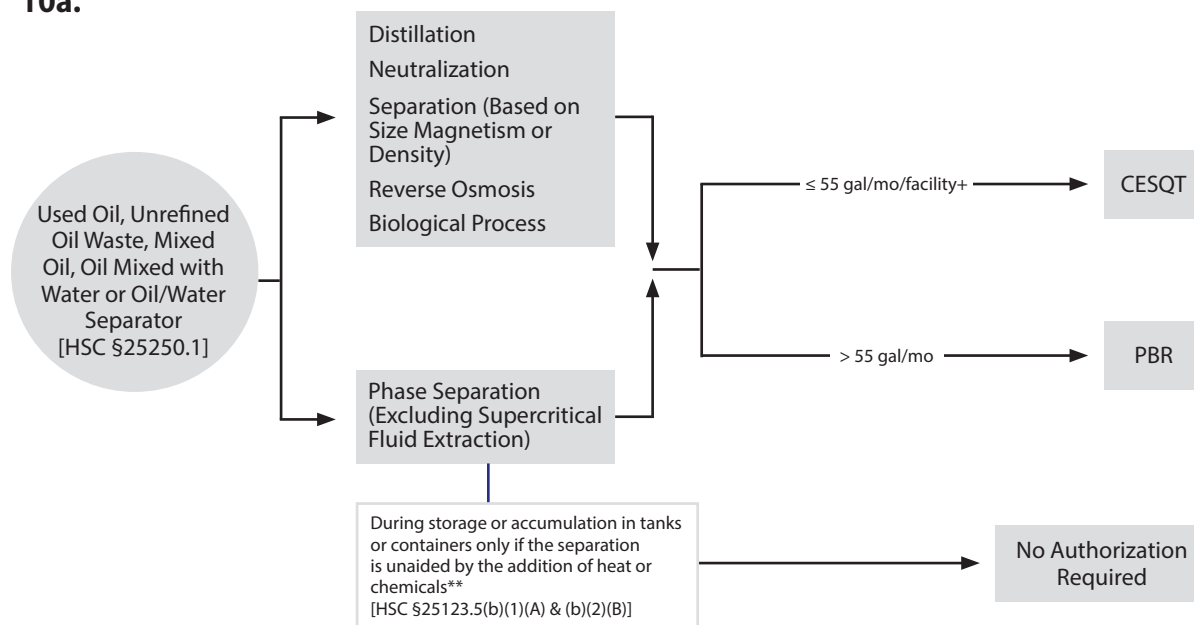 10a.
Distillation
Neutralization
Separation (Based on
Size Magnetism or
Density)
Reverse Osmosis
Biological Process
Used Oil, Unrefined
Oil Waste, Mixed
Oil, Oil Mixed with
Water or Oil/Water
Separator
[HSC §25250.1]
≤ 55 gal/mo/facility+
CESQT
> 55 gal/mo
PBR
Phase Separation
(Excluding Supercritical
Fluid Extraction)
During storage or accumulation in tanks
or containers only if the separation
is unaided by the addition of heat or
chemicals**
[HSC §25123.5(b)(1)(A) & (b)(2)(B)]
No Authorization
Required